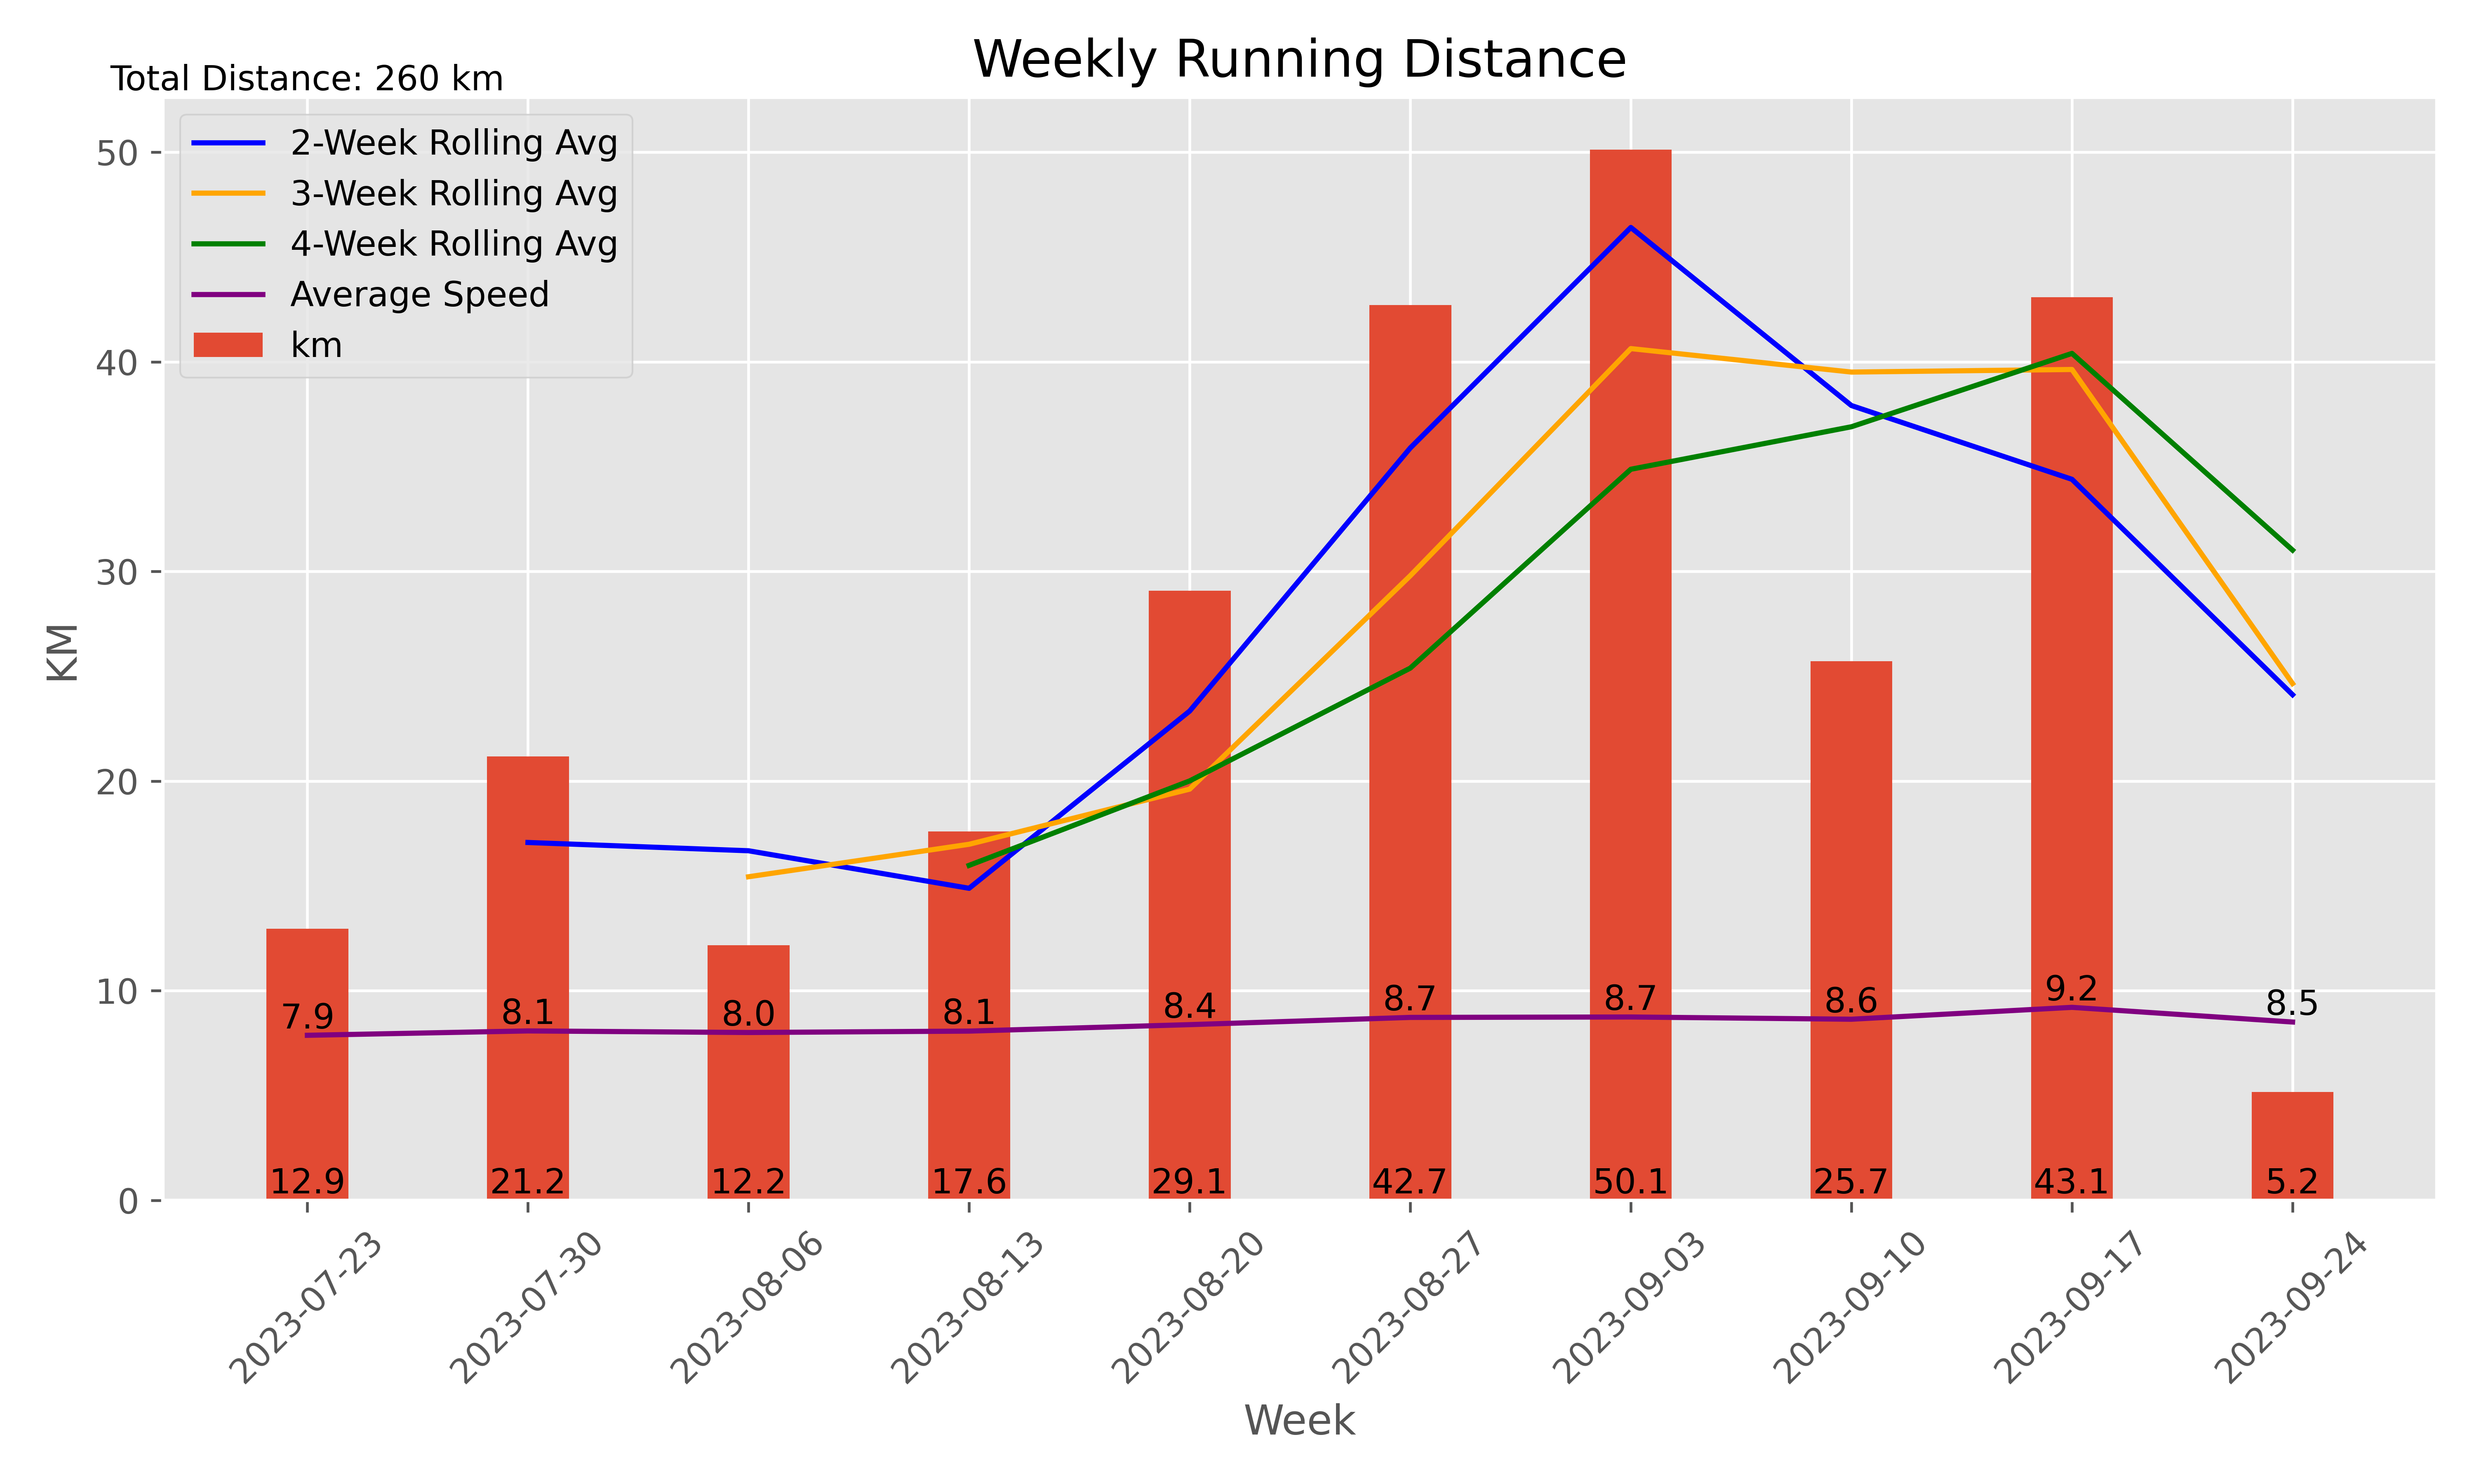 Weekly Running Distance
Total Distance: 260 km
2-Week Rolling Avg
3-Week Rolling Avg
4-Week Rolling Avg
Average Speed
km
50
40
30
20
10
0
KM
7.9 8.1 8.0 8.1 8.4 8.7 8.7 8.6 9.2 8.5
12.9 21.2 12.2 17.6 29.1 42.7 50.1 25.7 43.1 5.2
2023-07-23 2023-07-30 2023-08-06 2023-08-13 2023-08-20 2023-08-27 2023-09-03 2023-09-10 2023-09-17 2023-09-24
Week